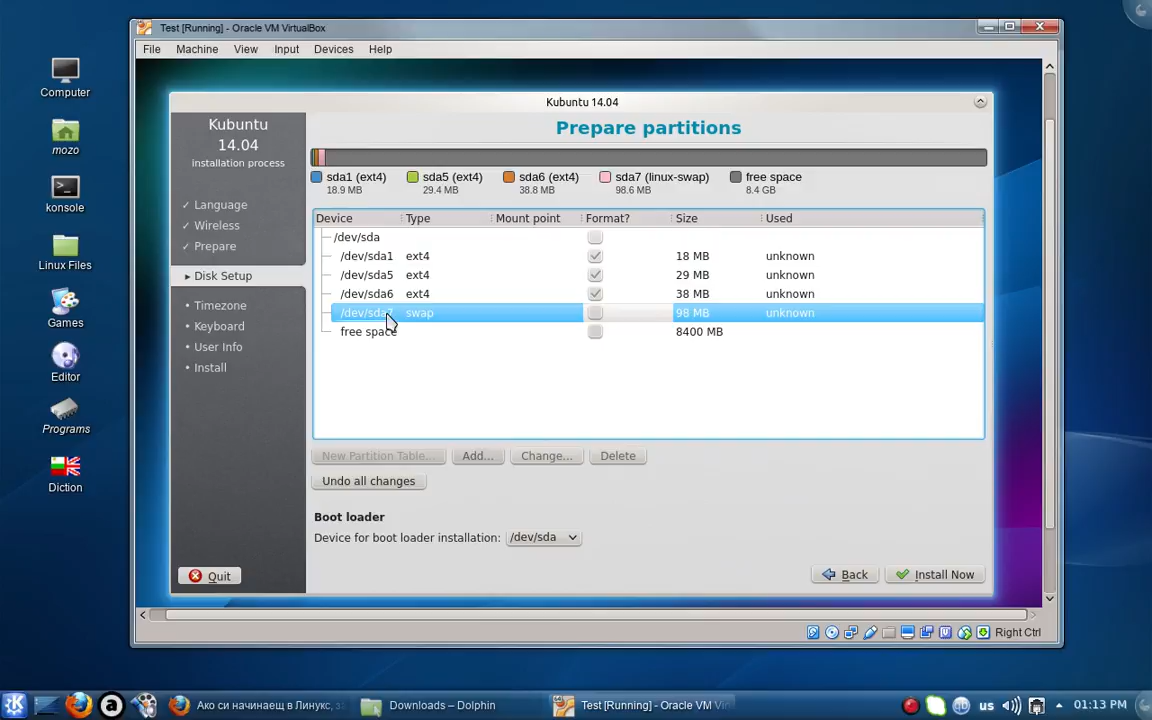 Test [Running] - Oracle VM VirtualBox
File Machine View Input Devices Help
Computer
mozo
konsole
Linux Files
Games
Editor
Programs
Diction
Kubuntu 14.04
Kubuntu
14.04
installation process
✓ Language
✓ Wireless
✓ Prepare
▸ Disk Setup
• Timezone
• Keyboard
• User Info
• Install
Quit
Prepare partitions
sda1 (ext4) sda5 (ext4) sda6 (ext4) sda7 (linux-swap) free space
18.9 MB 29.4 MB 38.8 MB 98.6 MB 8.4 GB
Device Type Mount point Format? Size Used
/dev/sda
/dev/sda1 ext4 18 MB unknown
/dev/sda5 ext4 29 MB unknown
/dev/sda6 ext4 38 MB unknown
/dev/sda7 swap 98 MB unknown
free space 8400 MB
New Partition Table... Add... Change... Delete
Undo all changes
Boot loader
Device for boot loader installation: /dev/sda
Back Install Now
Right Ctrl
a Ако си начинаещ в Линукс, Downloads – Dolphin Test [Running] - Oracle VM us 01:13 PM